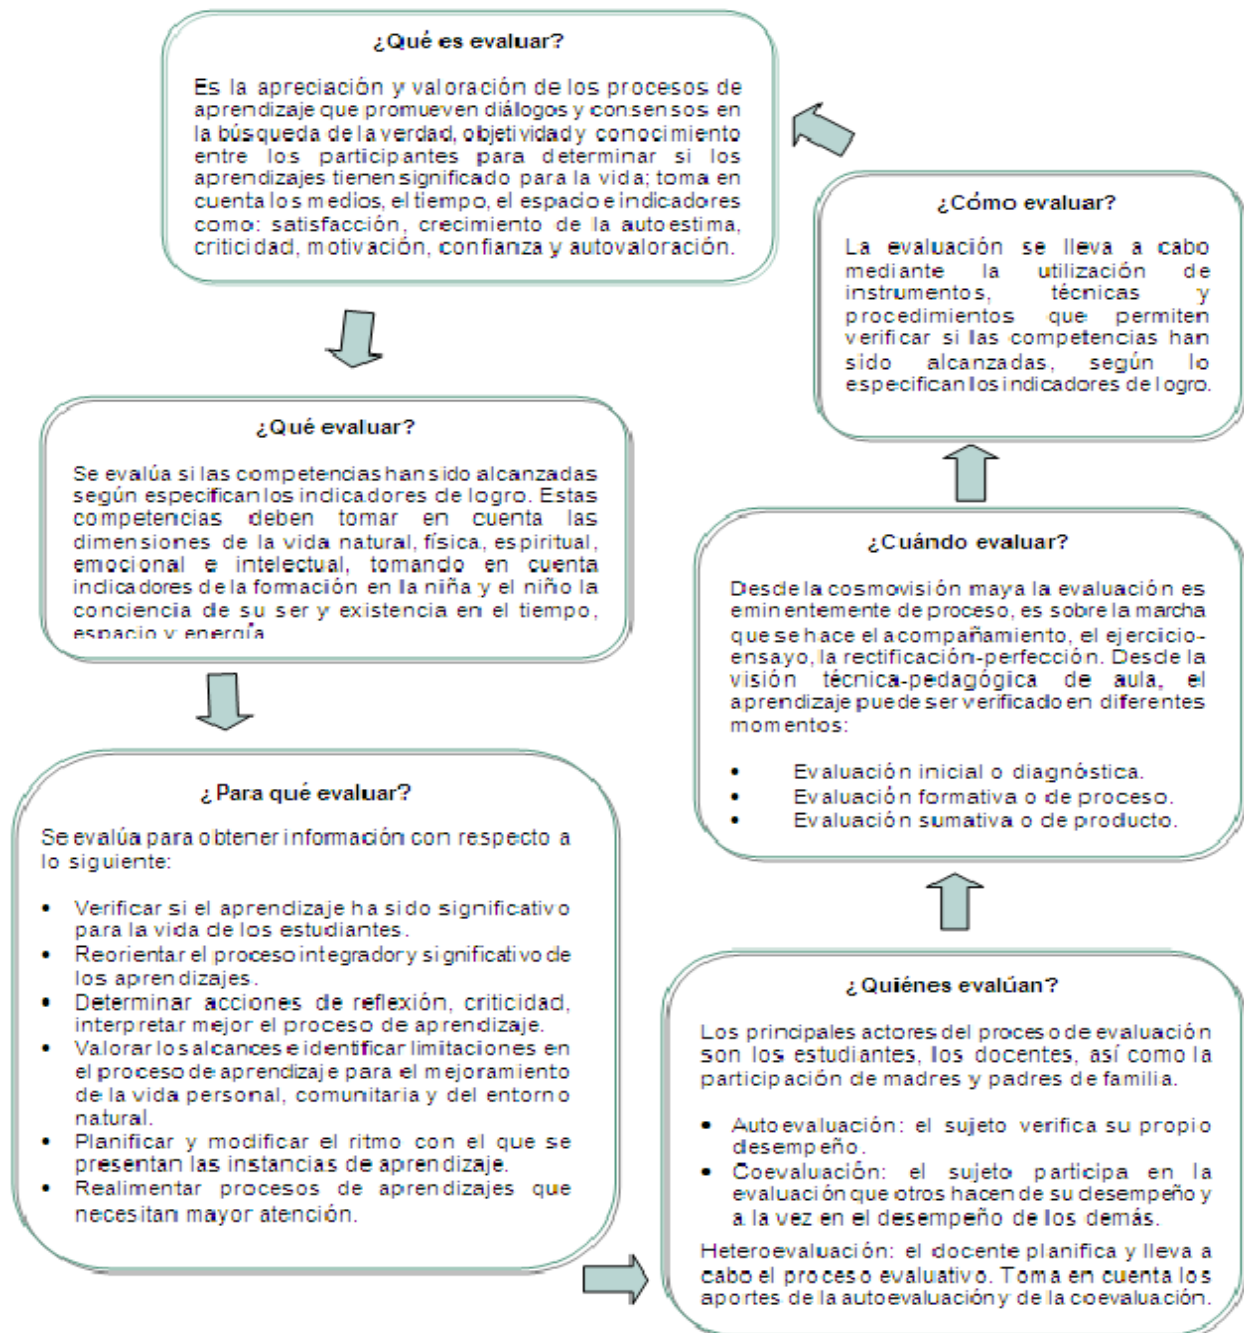 ¿Qué es evaluar?
Es la apreciación y valoración de los procesos de
aprendizaje que promueven diálogos y consensos en
la búsqueda de la verdad, objetividad y conocimiento
entre los participantes para determinar si los
aprendizajes tienen significado para la vida; toma en
cuenta los medios, el tiempo, el espacio e indicadores
como: satisfacción, crecimiento de la autoestima,
criticidad, motivación, confianza y autovaloración.
¿Qué evaluar?
Se evalúa si las competencias han sido alcanzadas
según especifican los indicadores de logro. Estas
competencias deben tomar en cuenta las
dimensiones de la vida natural, física, espiritual,
emocional e intelectual, tomando en cuenta
indicadores de la formación en la niña y el niño la
conciencia de su ser y existencia en el tiempo,
espacio y energía
¿Para qué evaluar?
Se evalúa para obtener información con respecto a
lo siguiente:
• Verificar si el aprendizaje ha sido significativo
para la vida de los estudiantes.
• Reorientar el proceso integrador y significativo de
los aprendizajes.
• Determinar acciones de reflexión, criticidad,
interpretar mejor el proceso de aprendizaje.
• Valorar los alcances e identificar limitaciones en
el proceso de aprendizaje para el mejoramiento
de la vida personal, comunitaria y del entorno
natural.
• Planificar y modificar el ritmo con el que se
presentan las instancias de aprendizaje.
• Realimentar procesos de aprendizajes que
necesitan mayor atención.
¿Quiénes evalúan?
Los principales actores del proceso de evaluación
son los estudiantes, los docentes, así como la
participación de madres y padres de familia.
• Autoevaluación: el sujeto verifica su propio
desempeño.
• Coevaluación: el sujeto participa en la
evaluación que otros hacen de su desempeño y
a la vez en el desempeño de los demás.
Heteroevaluación: el docente planifica y lleva a
cabo el proceso evaluativo. Toma en cuenta los
aportes de la autoevaluación y de la coevaluación.
¿Cuándo evaluar?
Desde la cosmovisión maya la evaluación es
eminentemente de proceso, es sobre la marcha
que se hace el acompañamiento, el ejercicio-
ensayo, la rectificación-perfección. Desde la
visión técnica-pedagógica de aula, el
aprendizaje puede ser verificado en diferentes
momentos:
• Evaluación inicial o diagnóstica.
• Evaluación formativa o de proceso.
• Evaluación sumativa o de producto.
¿Cómo evaluar?
La evaluación se lleva a cabo
mediante la utilización de
instrumentos, técnicas y
procedimientos que permiten
verificar si las competencias han
sido alcanzadas, según lo
especifican los indicadores de logro.